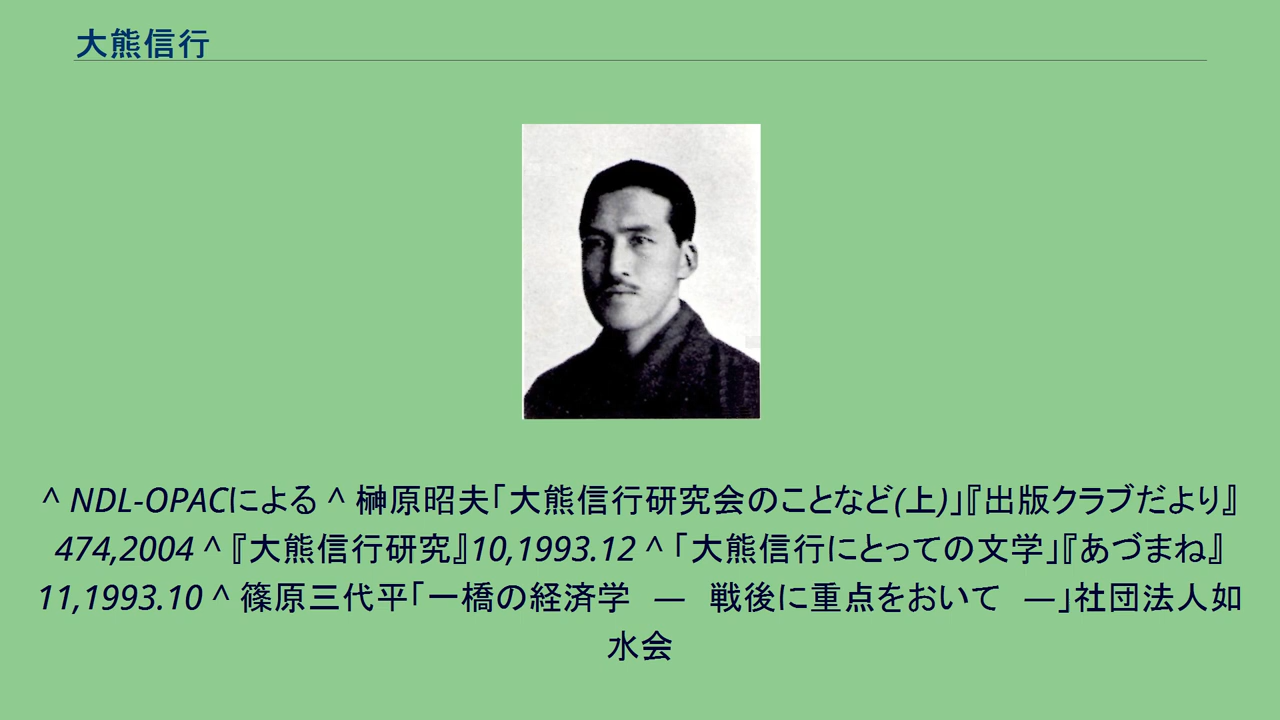 大熊信行
^ NDL-OPACによる ^ 榊原昭夫「大熊信行研究会のことなど(上)」『出版クラブだより』
474,2004 ^ 『大熊信行研究』10,1993.12 ^ 「大熊信行にとっての文学」『あづまね』
11,1993.10 ^ 篠原三代平「一橋の経済学　―　戦後に重点をおいて　―」社団法人如
水会